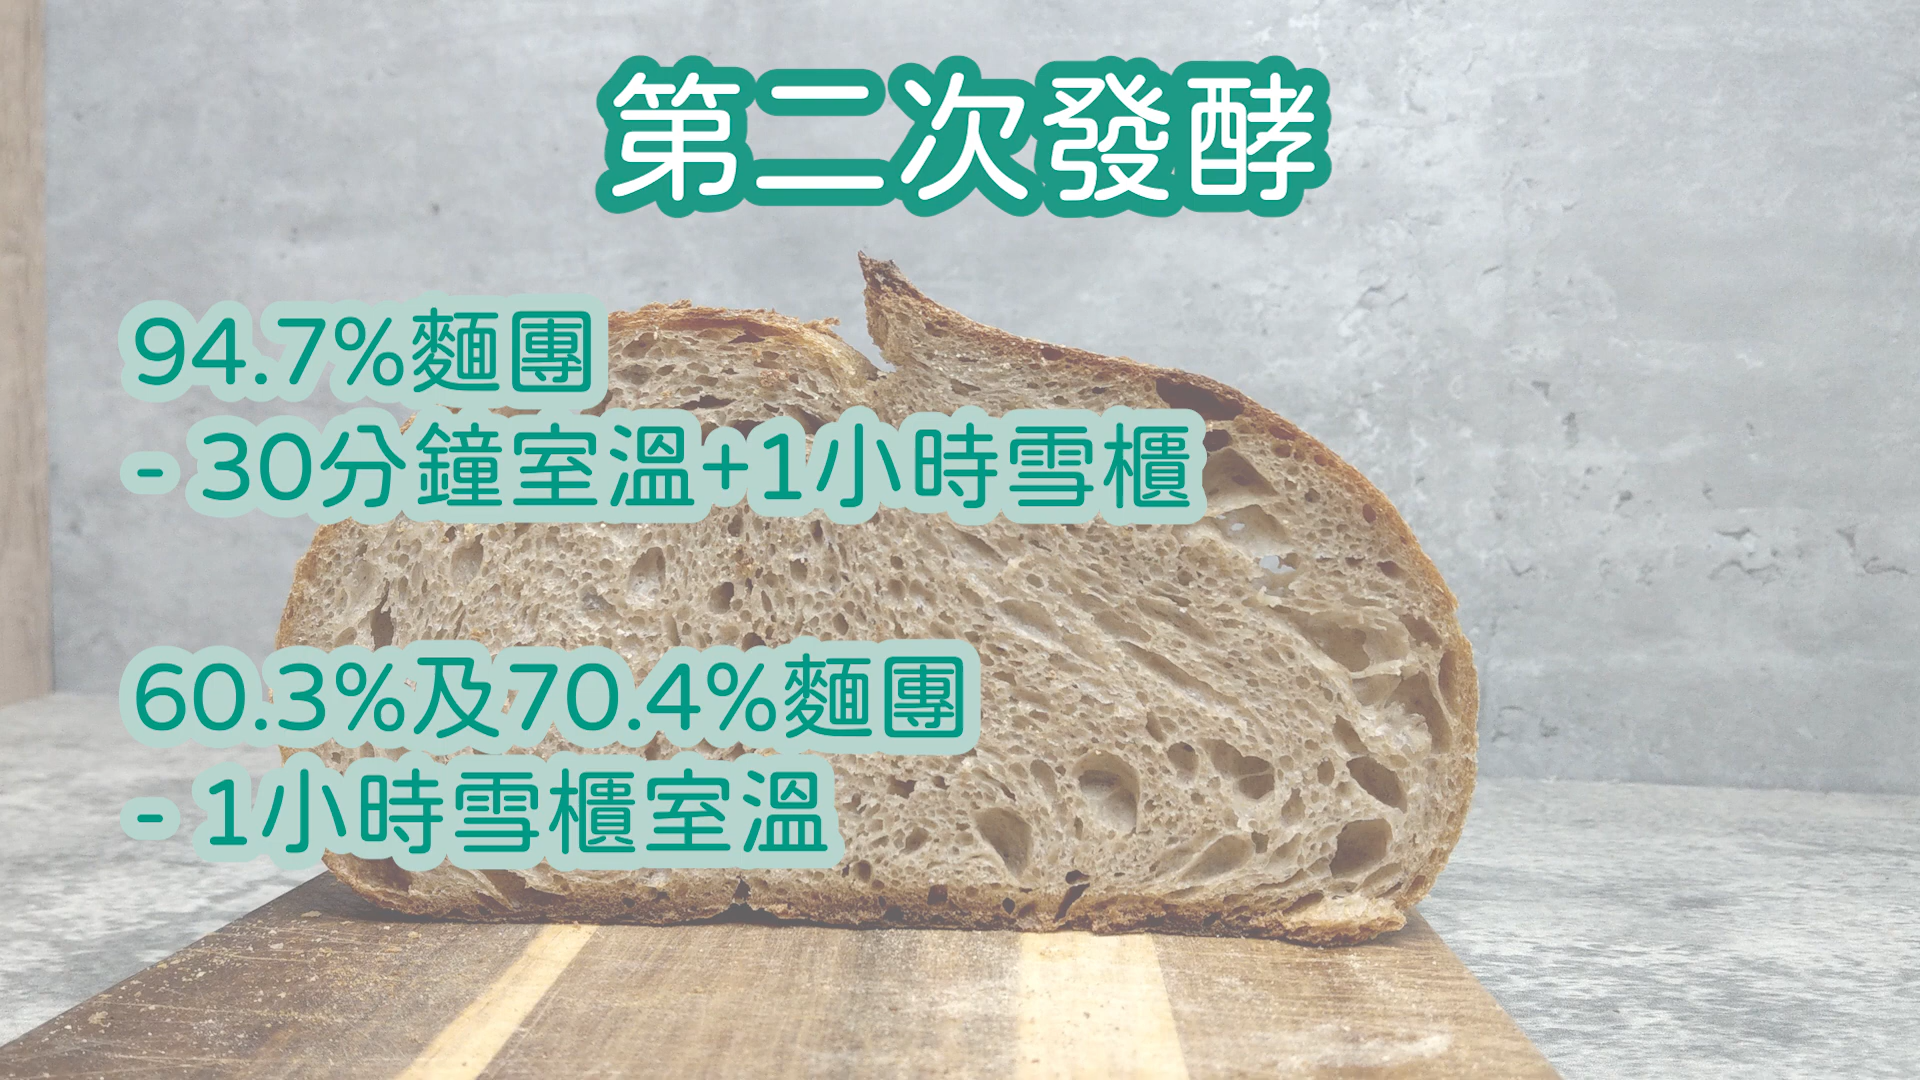 第二次發酵
94.7%麵團
- 30分鐘室溫+1小時雪櫃
60.3%及70.4%麵團
- 1小時雪櫃室溫